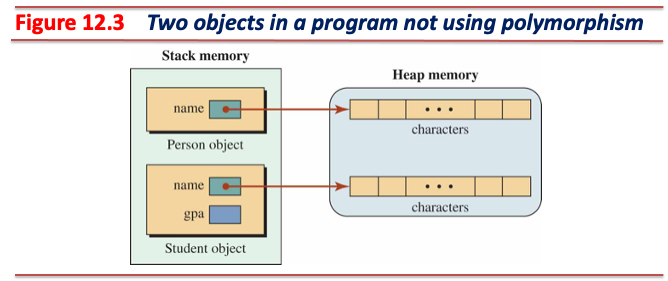 Figure 12.3 Two objects in a program not using polymorphism
Stack memory
Heap memory
name
• • •
characters
Person object
name
• • •
gpa
characters
Student object